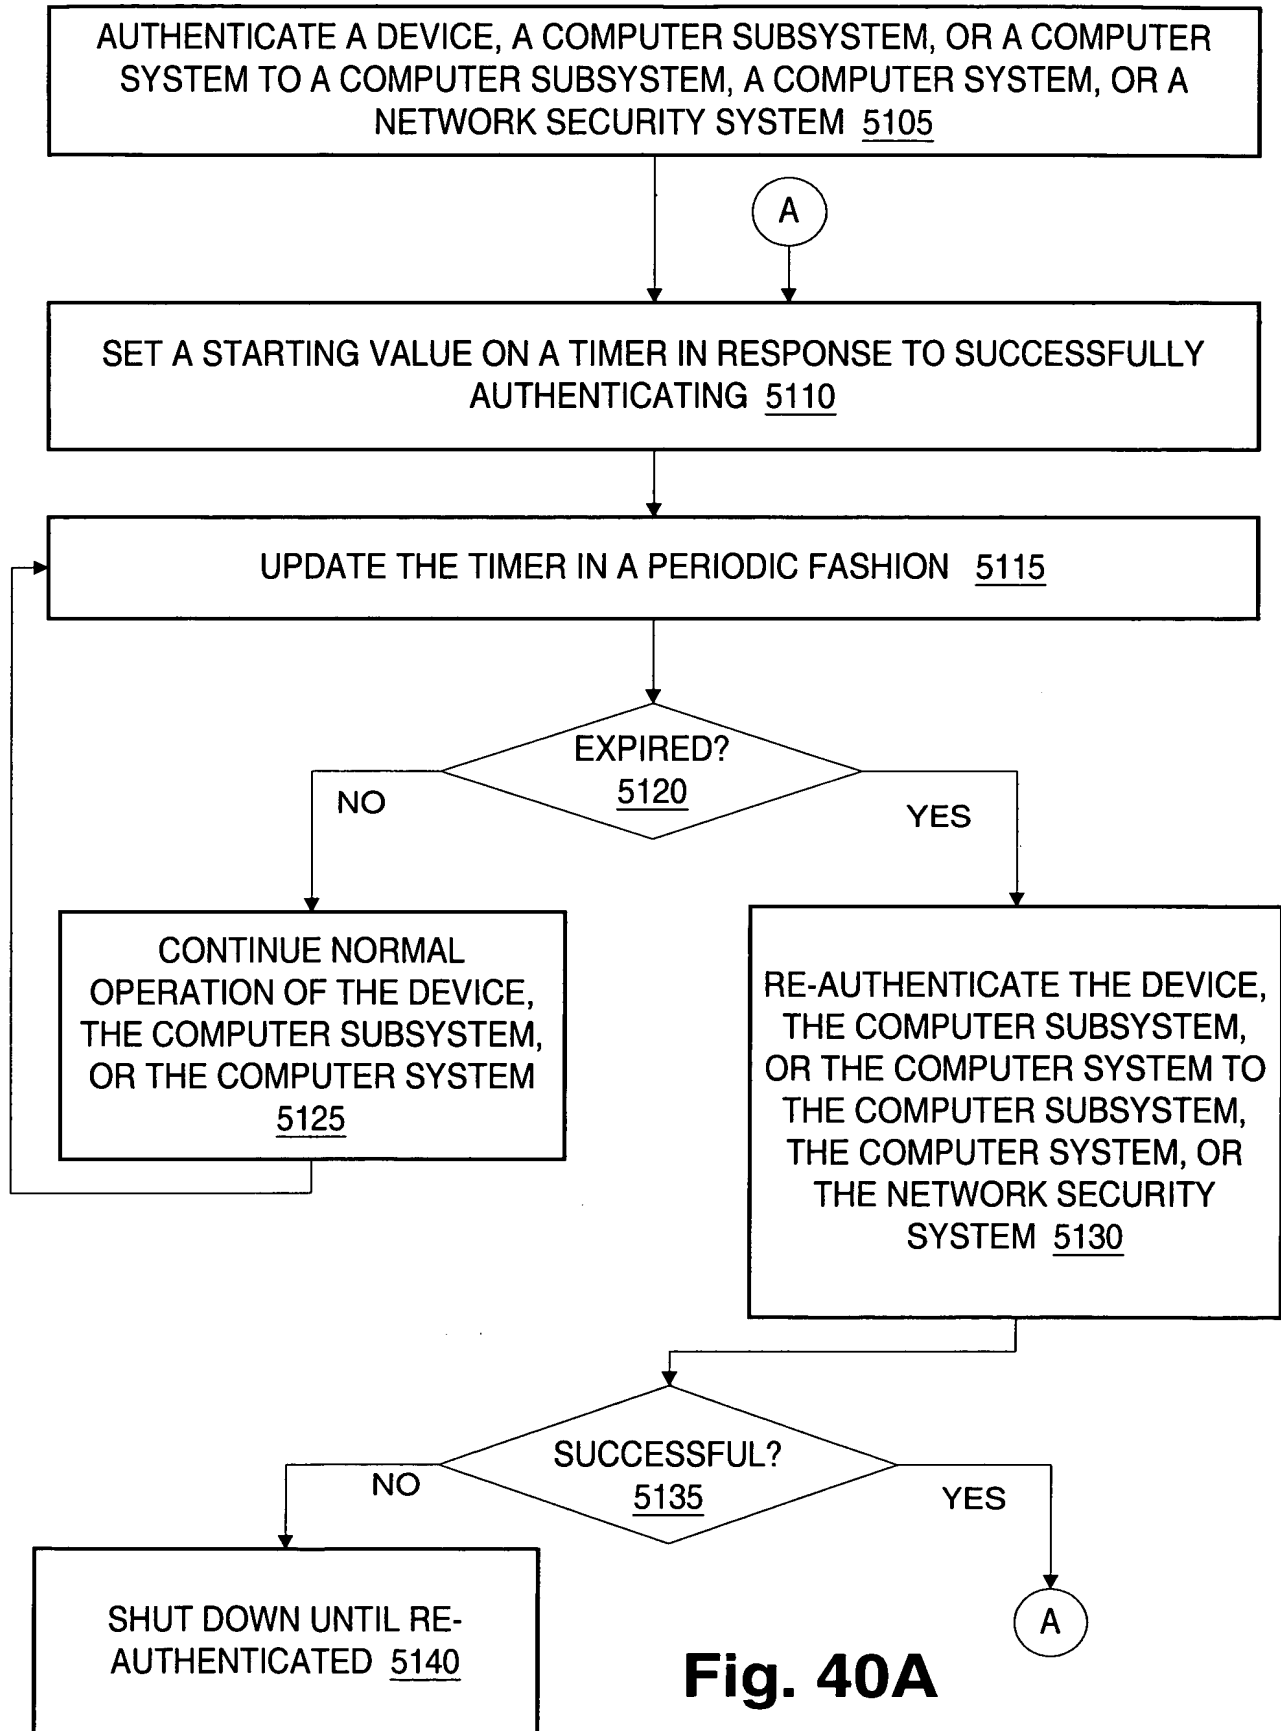 AUTHENTICATE A DEVICE, A COMPUTER SUBSYSTEM, OR A COMPUTER
SYSTEM TO A COMPUTER SUBSYSTEM, A COMPUTER SYSTEM, OR A
NETWORK SECURITY SYSTEM 5105
A
SET A STARTING VALUE ON A TIMER IN RESPONSE TO SUCCESSFULLY
AUTHENTICATING 5110
UPDATE THE TIMER IN A PERIODIC FASHION 5115
EXPIRED?
5120
NO
YES
CONTINUE NORMAL
OPERATION OF THE DEVICE,
THE COMPUTER SUBSYSTEM,
OR THE COMPUTER SYSTEM
5125
RE-AUTHENTICATE THE DEVICE,
THE COMPUTER SUBSYSTEM,
OR THE COMPUTER SYSTEM TO
THE COMPUTER SUBSYSTEM,
THE COMPUTER SYSTEM, OR
THE NETWORK SECURITY
SYSTEM 5130
SUCCESSFUL?
5135
NO
YES
SHUT DOWN UNTIL RE-
AUTHENTICATED 5140
A
Fig. 40A